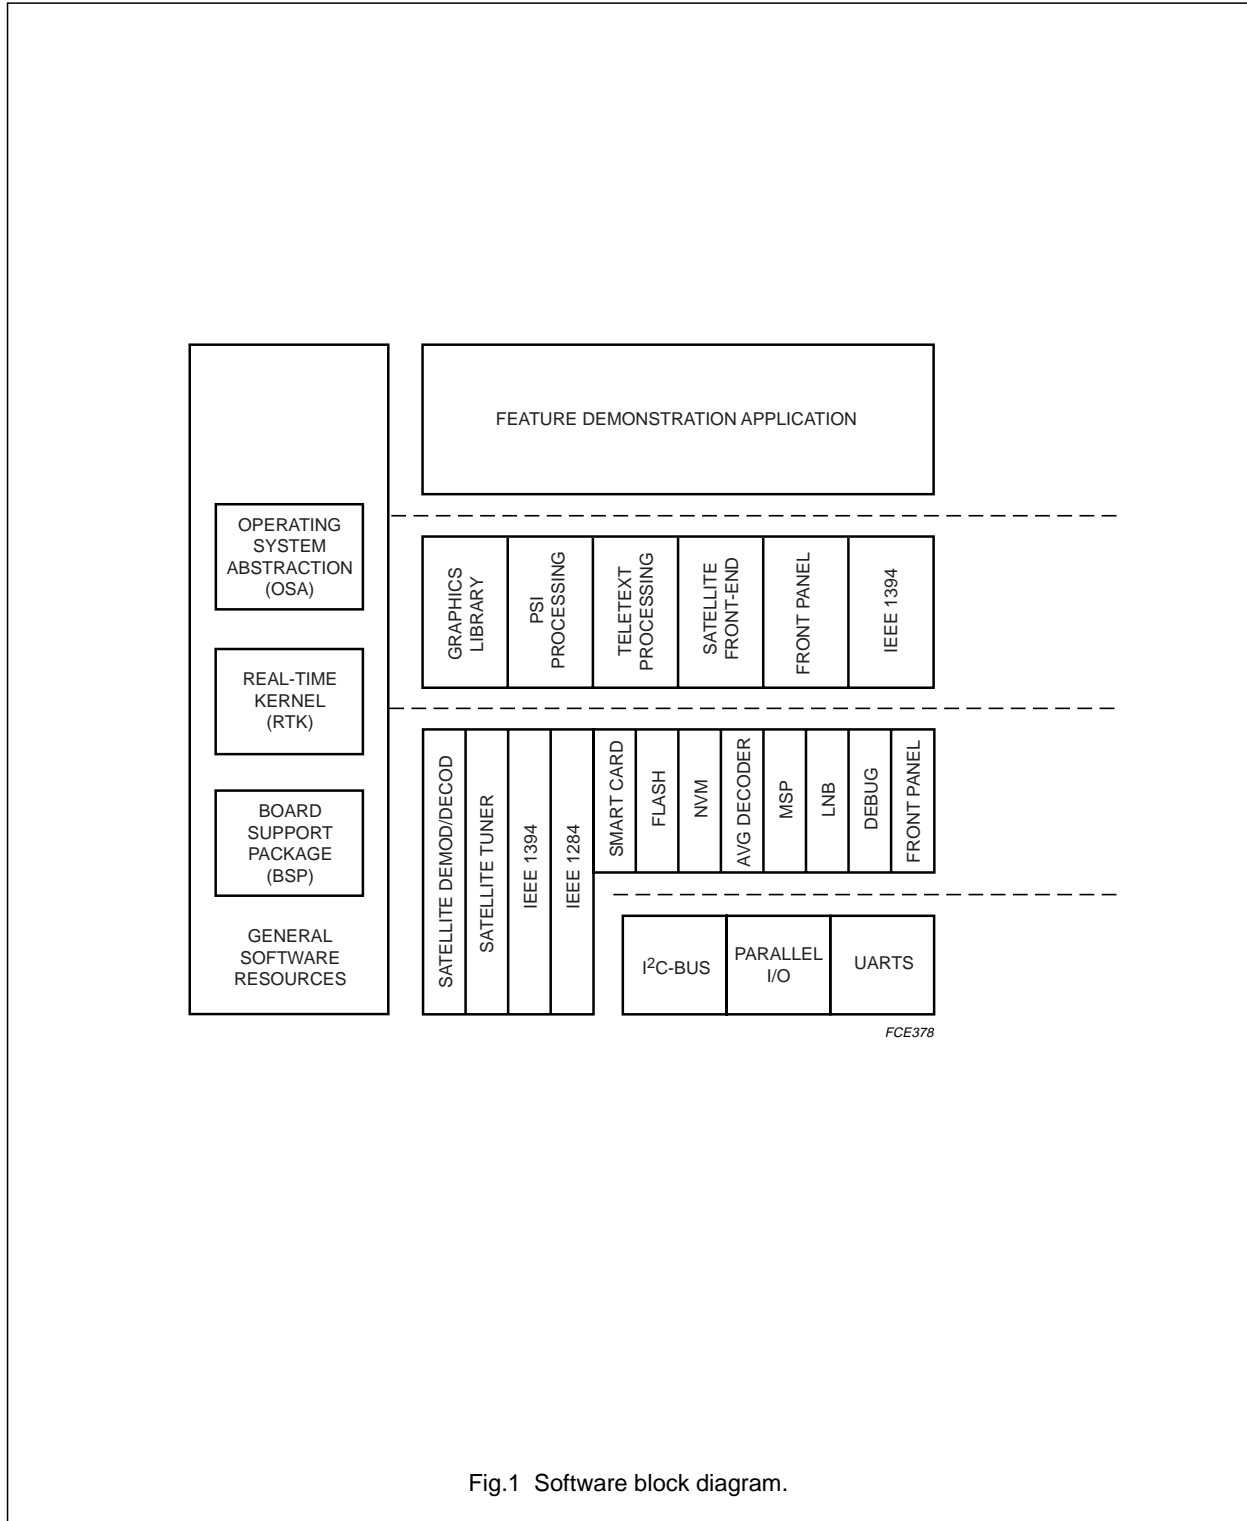 FEATURE DEMONSTRATION APPLICATION
OPERATING
SYSTEM
ABSTRACTION
(OSA)
REAL-TIME
KERNEL
(RTK)
BOARD
SUPPORT
PACKAGE
(BSP)
GENERAL
SOFTWARE
RESOURCES
GRAPHICS
LIBRARY
PSI
PROCESSING
TELETEXT
PROCESSING
SATELLITE
FRONT-END
FRONT PANEL
IEEE 1394
SATELLITE DEMOD/DECOD
SATELLITE TUNER
IEEE 1394
IEEE 1284
SMART CARD
FLASH
NVM
AVG DECODER
MSP
LNB
DEBUG
FRONT PANEL
I²C-BUS
PARALLEL
I/O
UARTS
FCE378
Fig.1 Software block diagram.